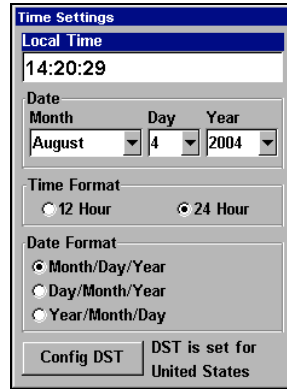 Time Settings
Local Time
14:20:29
Date
Month Day Year
August 4 2004
Time Format
12 Hour 24 Hour
Date Format
Month/Day/Year
Day/Month/Year
Year/Month/Day
Config DST
DST is set for
United States